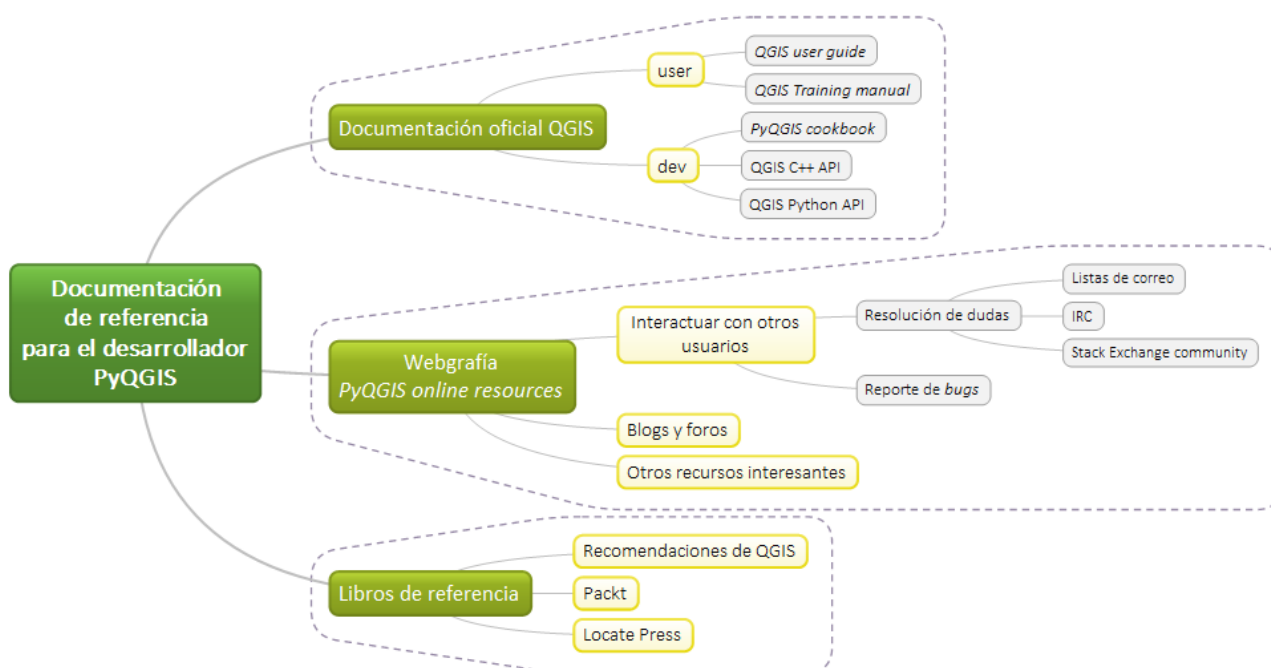 Documentación
de referencia
para el desarrollador
PyQGIS
Documentación oficial QGIS
user
QGIS user guide
QGIS Training manual
dev
PyQGIS cookbook
QGIS C++ API
QGIS Python API
Webgrafía
PyQGIS online resources
Interactuar con otros
usuarios
Resolución de dudas
Listas de correo
IRC
Stack Exchange community
Reporte de bugs
Blogs y foros
Otros recursos interesantes
Libros de referencia
Recomendaciones de QGIS
Packt
Locate Press